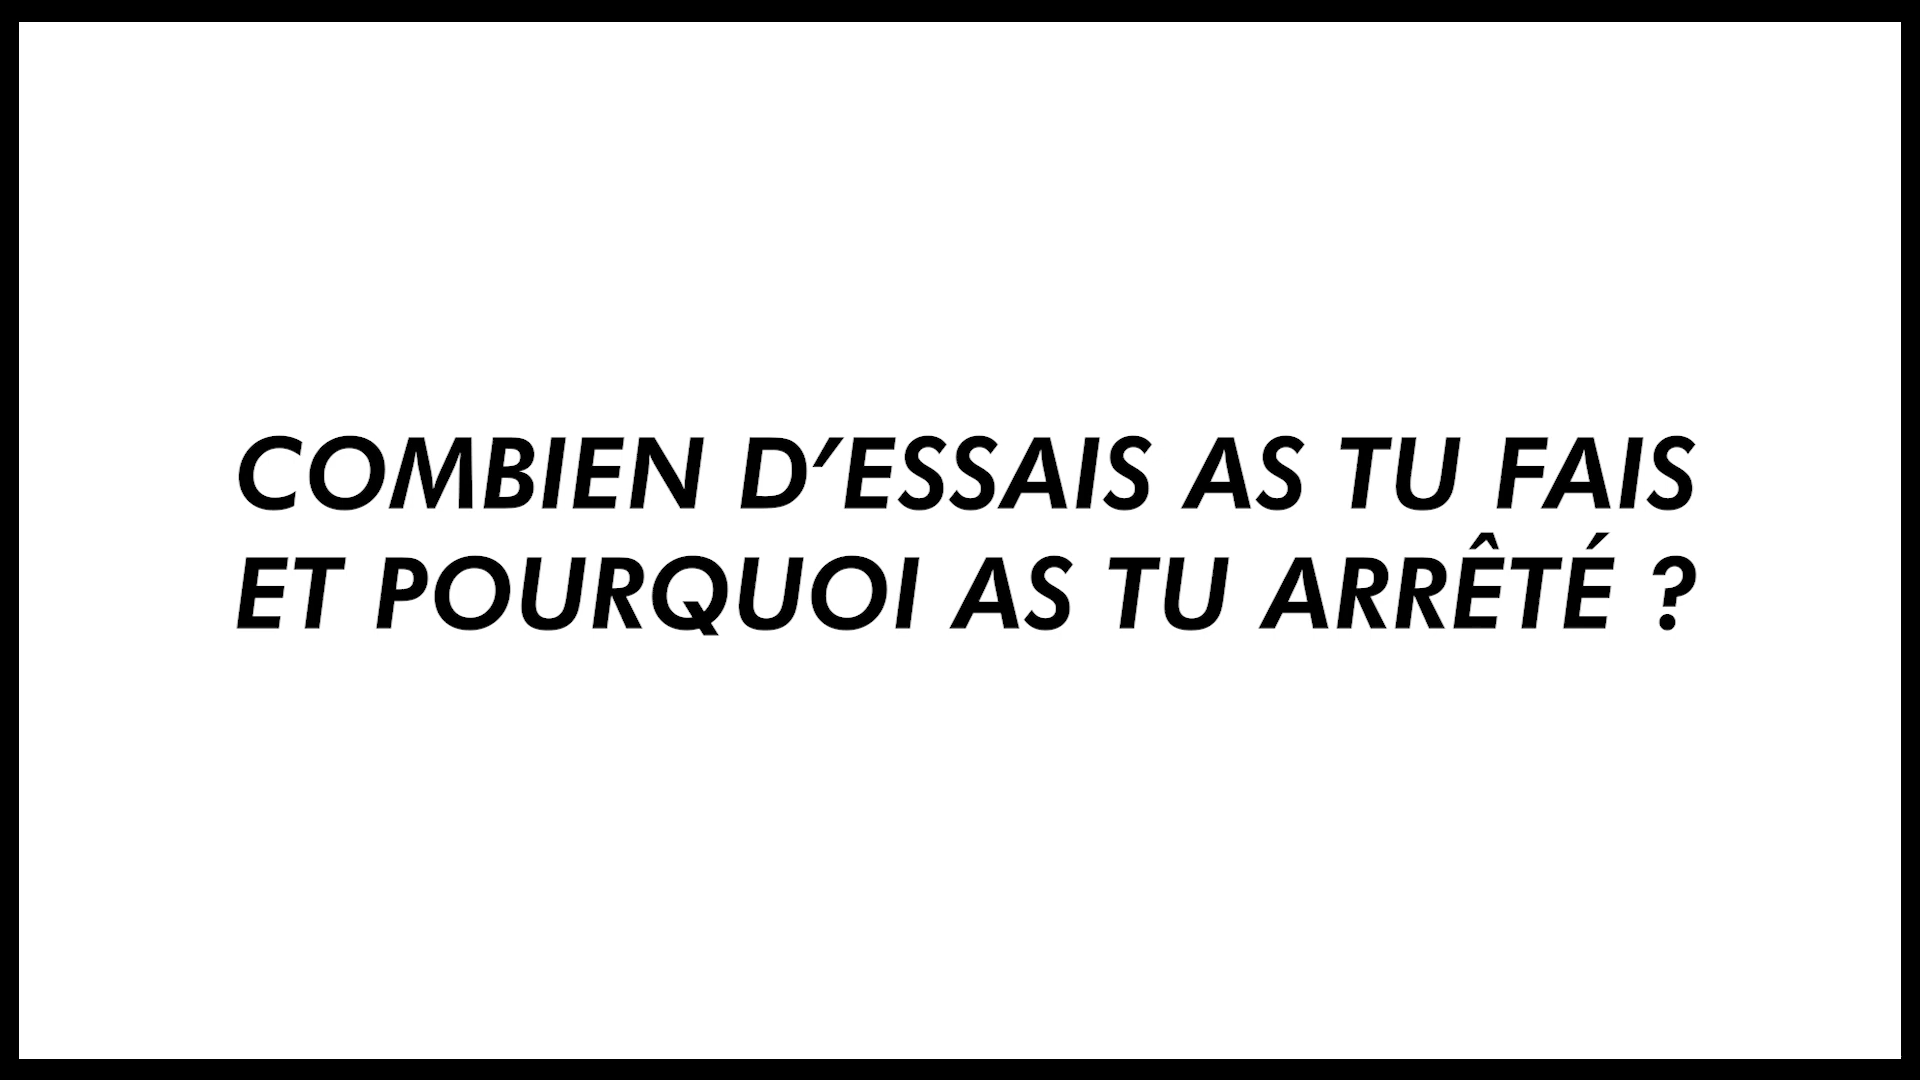 COMBIEN D'ESSAIS AS TU FAIS
ET POURQUOI AS TU ARRÊTÉ ?